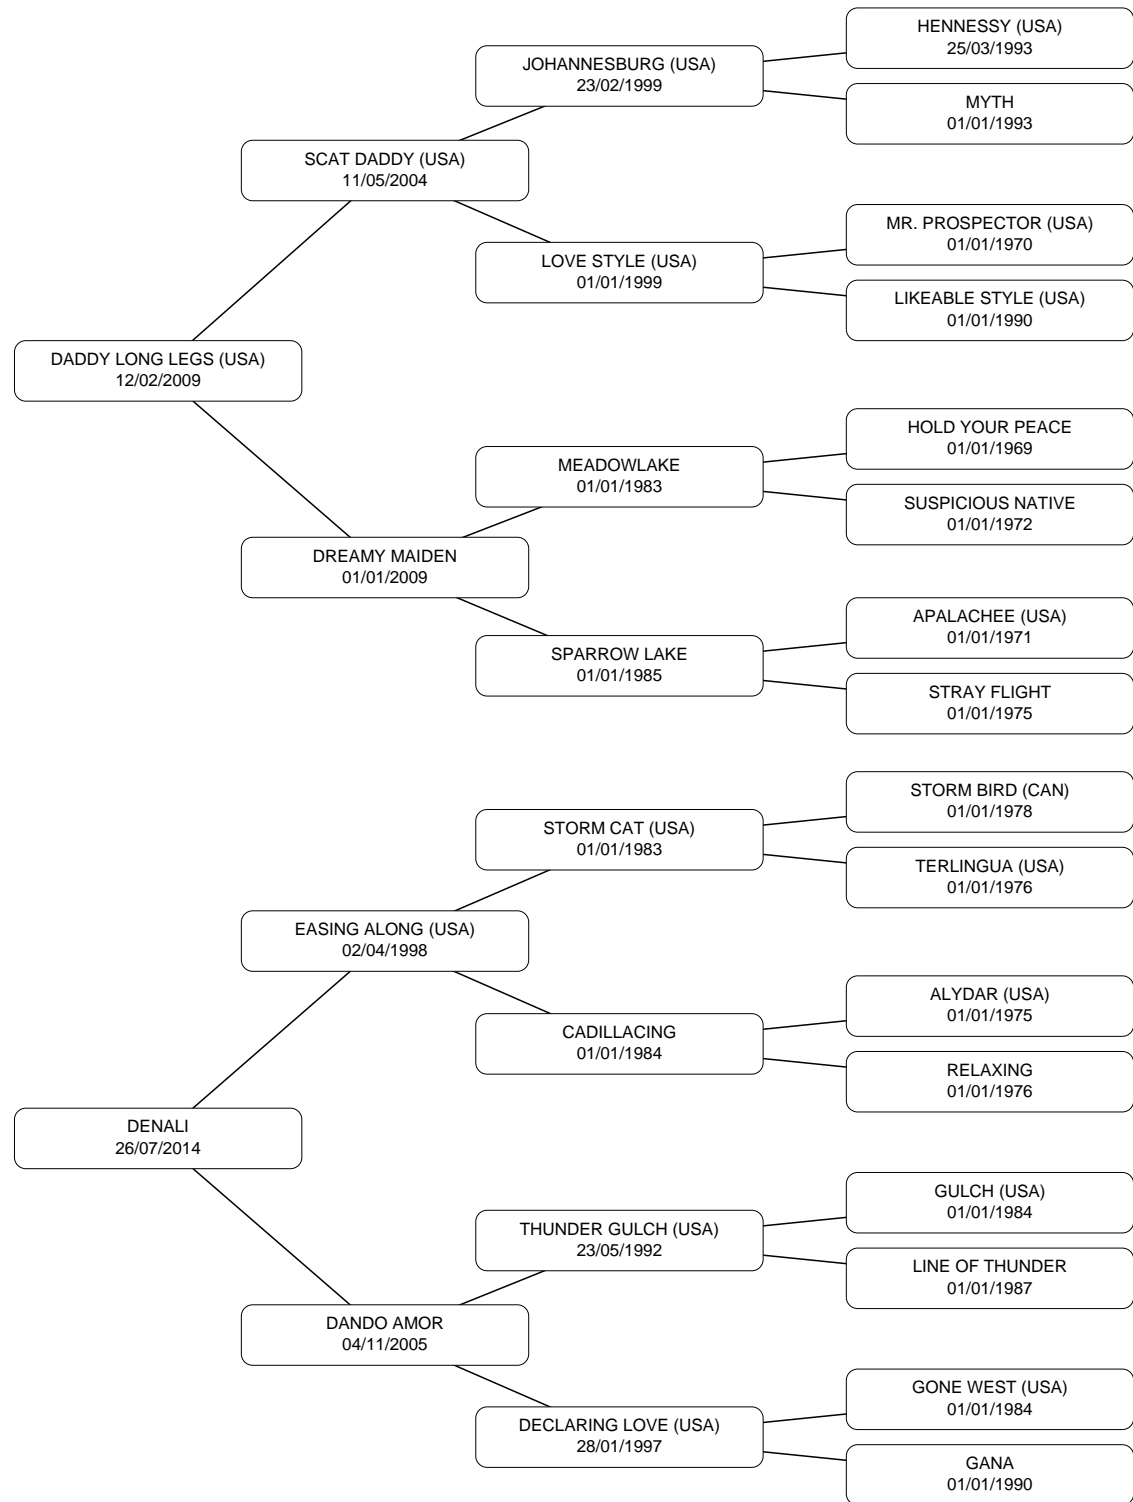 HENNESSY (USA)
25/03/1993
JOHANNESBURG (USA)
23/02/1999
MYTH
01/01/1993
SCAT DADDY (USA)
11/05/2004
MR. PROSPECTOR (USA)
01/01/1970
LOVE STYLE (USA)
01/01/1999
LIKEABLE STYLE (USA)
01/01/1990
DADDY LONG LEGS (USA)
12/02/2009
HOLD YOUR PEACE
01/01/1969
MEADOWLAKE
01/01/1983
SUSPICIOUS NATIVE
01/01/1972
DREAMY MAIDEN
01/01/2009
APALACHEE (USA)
01/01/1971
SPARROW LAKE
01/01/1985
STRAY FLIGHT
01/01/1975
STORM BIRD (CAN)
01/01/1978
STORM CAT (USA)
01/01/1983
TERLINGUA (USA)
01/01/1976
EASING ALONG (USA)
02/04/1998
ALYDAR (USA)
01/01/1975
CADILLACING
01/01/1984
RELAXING
01/01/1976
DENALI
26/07/2014
GULCH (USA)
01/01/1984
THUNDER GULCH (USA)
23/05/1992
LINE OF THUNDER
01/01/1987
DANDO AMOR
04/11/2005
GONE WEST (USA)
01/01/1984
DECLARING LOVE (USA)
28/01/1997
GANA
01/01/1990